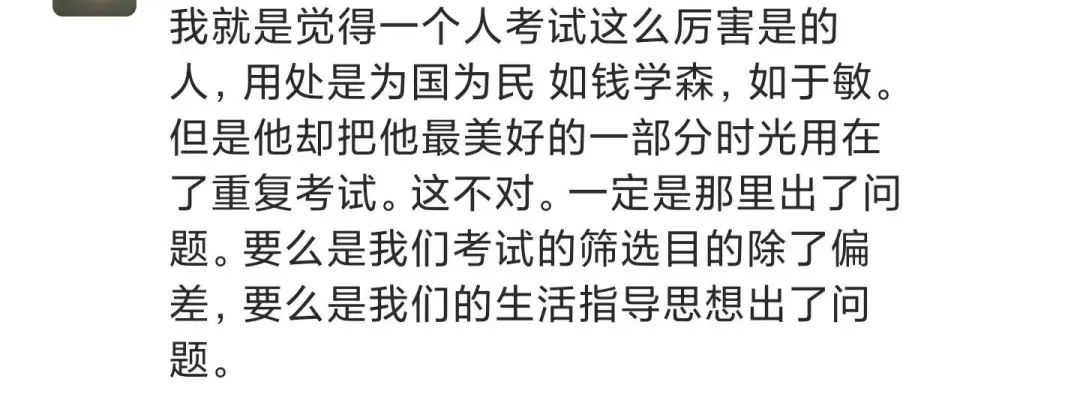 我就是觉得一个人考试这么厉害是的
人，用处是为国为民 如钱学森，如于敏。
但是他却把他最美好的一部分时光用在
了重复考试。这不对。一定是那里出了问
题。要么是我们考试的筛选目的除了偏
差，要么是我们的生活指导思想出了问
题。